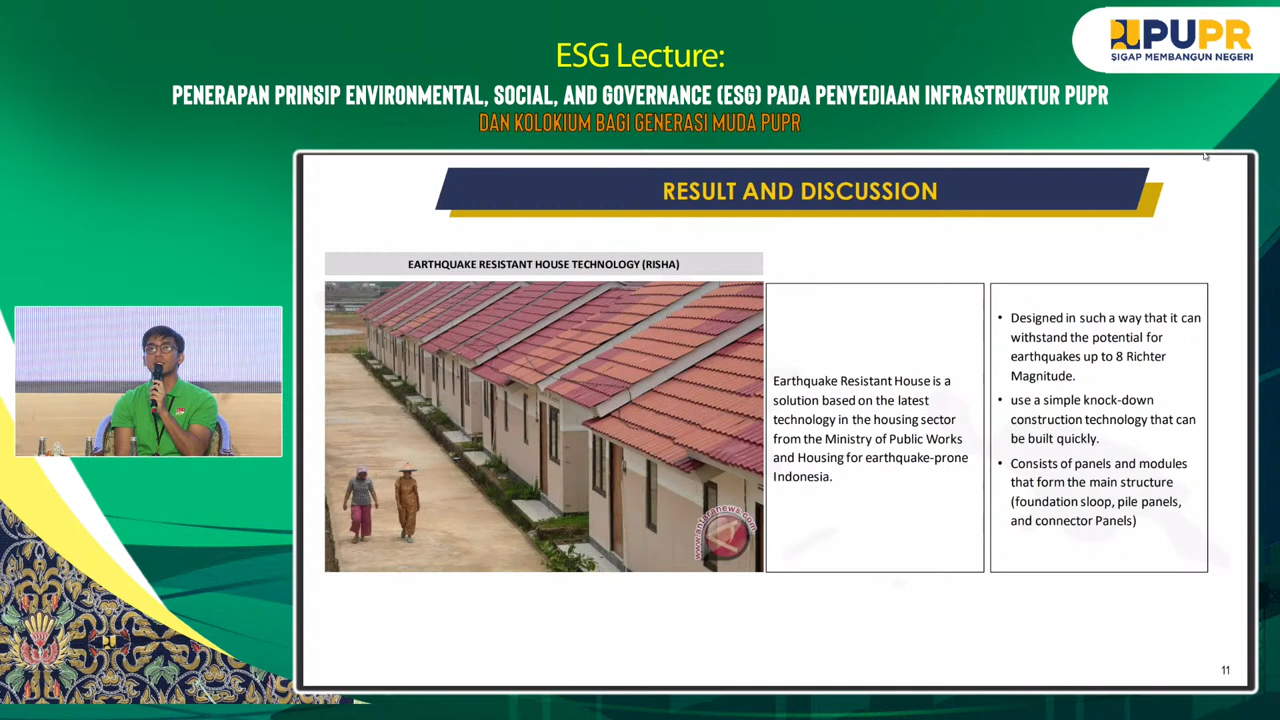 PUPR
SIGAP MEMBANGUN NEGERI
ESG Lecture:
PENERAPAN PRINSIP ENVIRONMENTAL, SOCIAL, AND GOVERNANCE (ESG) PADA PENYEDIAAN INFRASTRUKTUR PUPR
DAN KOLOKIUM BAGI GENERASI MUDA PUPR
RESULT AND DISCUSSION
EARTHQUAKE RESISTANT HOUSE TECHNOLOGY (RISHA)
www.antaranews.com
Earthquake Resistant House is a
solution based on the latest
technology in the housing sector
from the Ministry of Public Works
and Housing for earthquake-prone
Indonesia.
• Designed in such a way that it can
withstand the potential for
earthquakes up to 8 Richter
Magnitude.
• use a simple knock-down
construction technology that can
be built quickly.
• Consists of panels and modules
that form the main structure
(foundation sloop, pile panels,
and connector Panels)
11